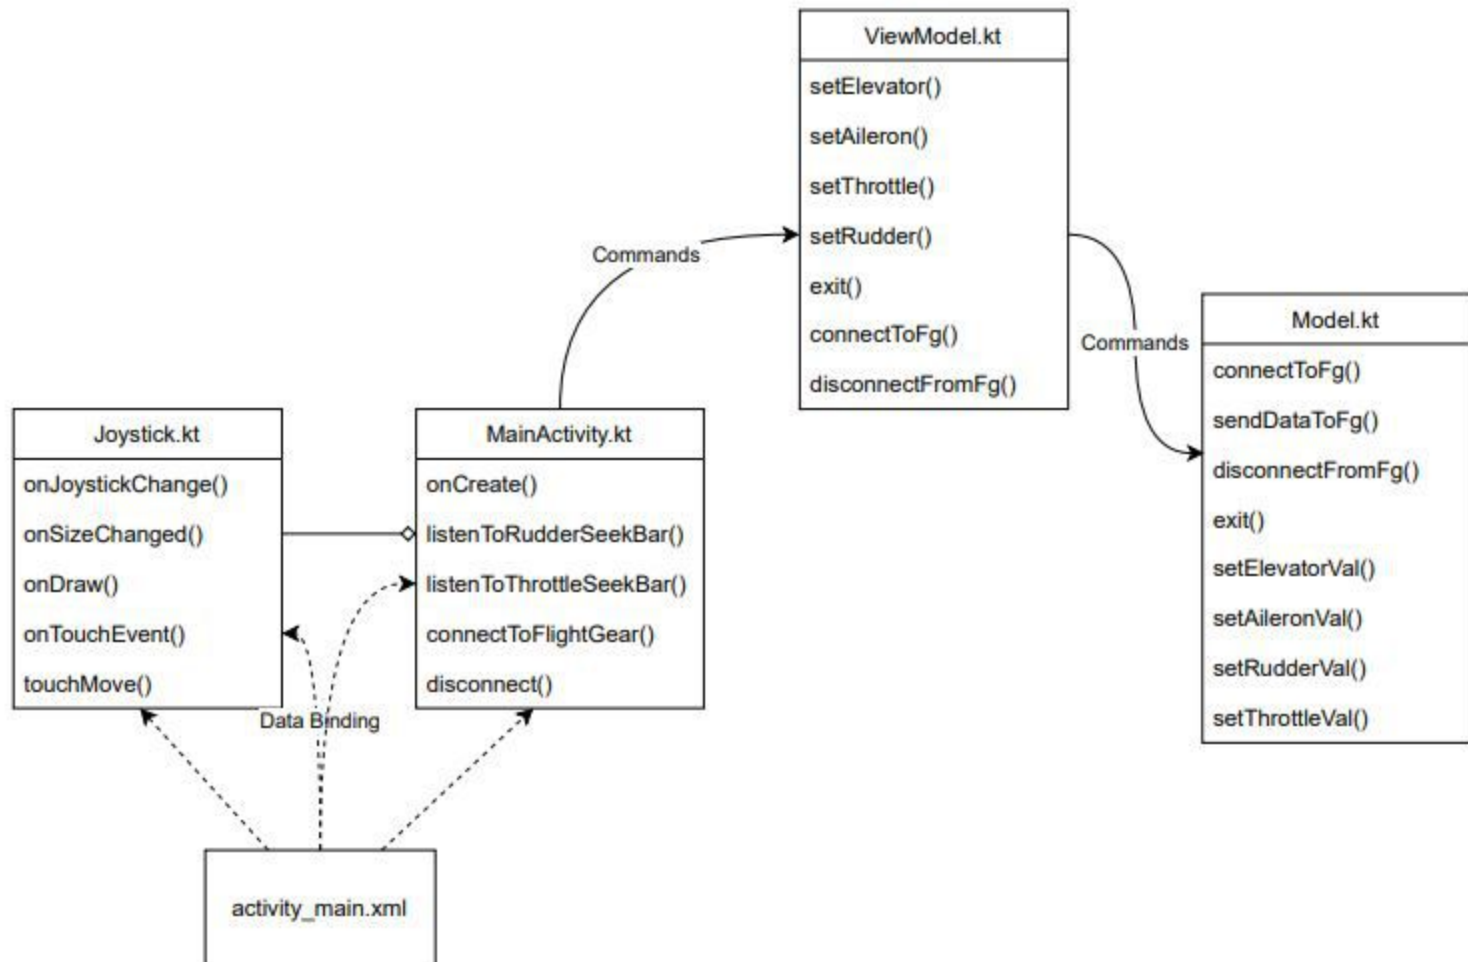 ViewModel.kt
setElevator()
setAileron()
setThrottle()
setRudder()
exit()
connectToFg()
disconnectFromFg()
Commands
Commands
Model.kt
connectToFg()
sendDataToFg()
disconnectFromFg()
exit()
setElevatorVal()
setAileronVal()
setRudderVal()
setThrottleVal()
Joystick.kt
onJoystickChange()
onSizeChanged()
onDraw()
onTouchEvent()
touchMove()
MainActivity.kt
onCreate()
listenToRudderSeekBar()
listenToThrottleSeekBar()
connectToFlightGear()
disconnect()
Data Binding
activity_main.xml